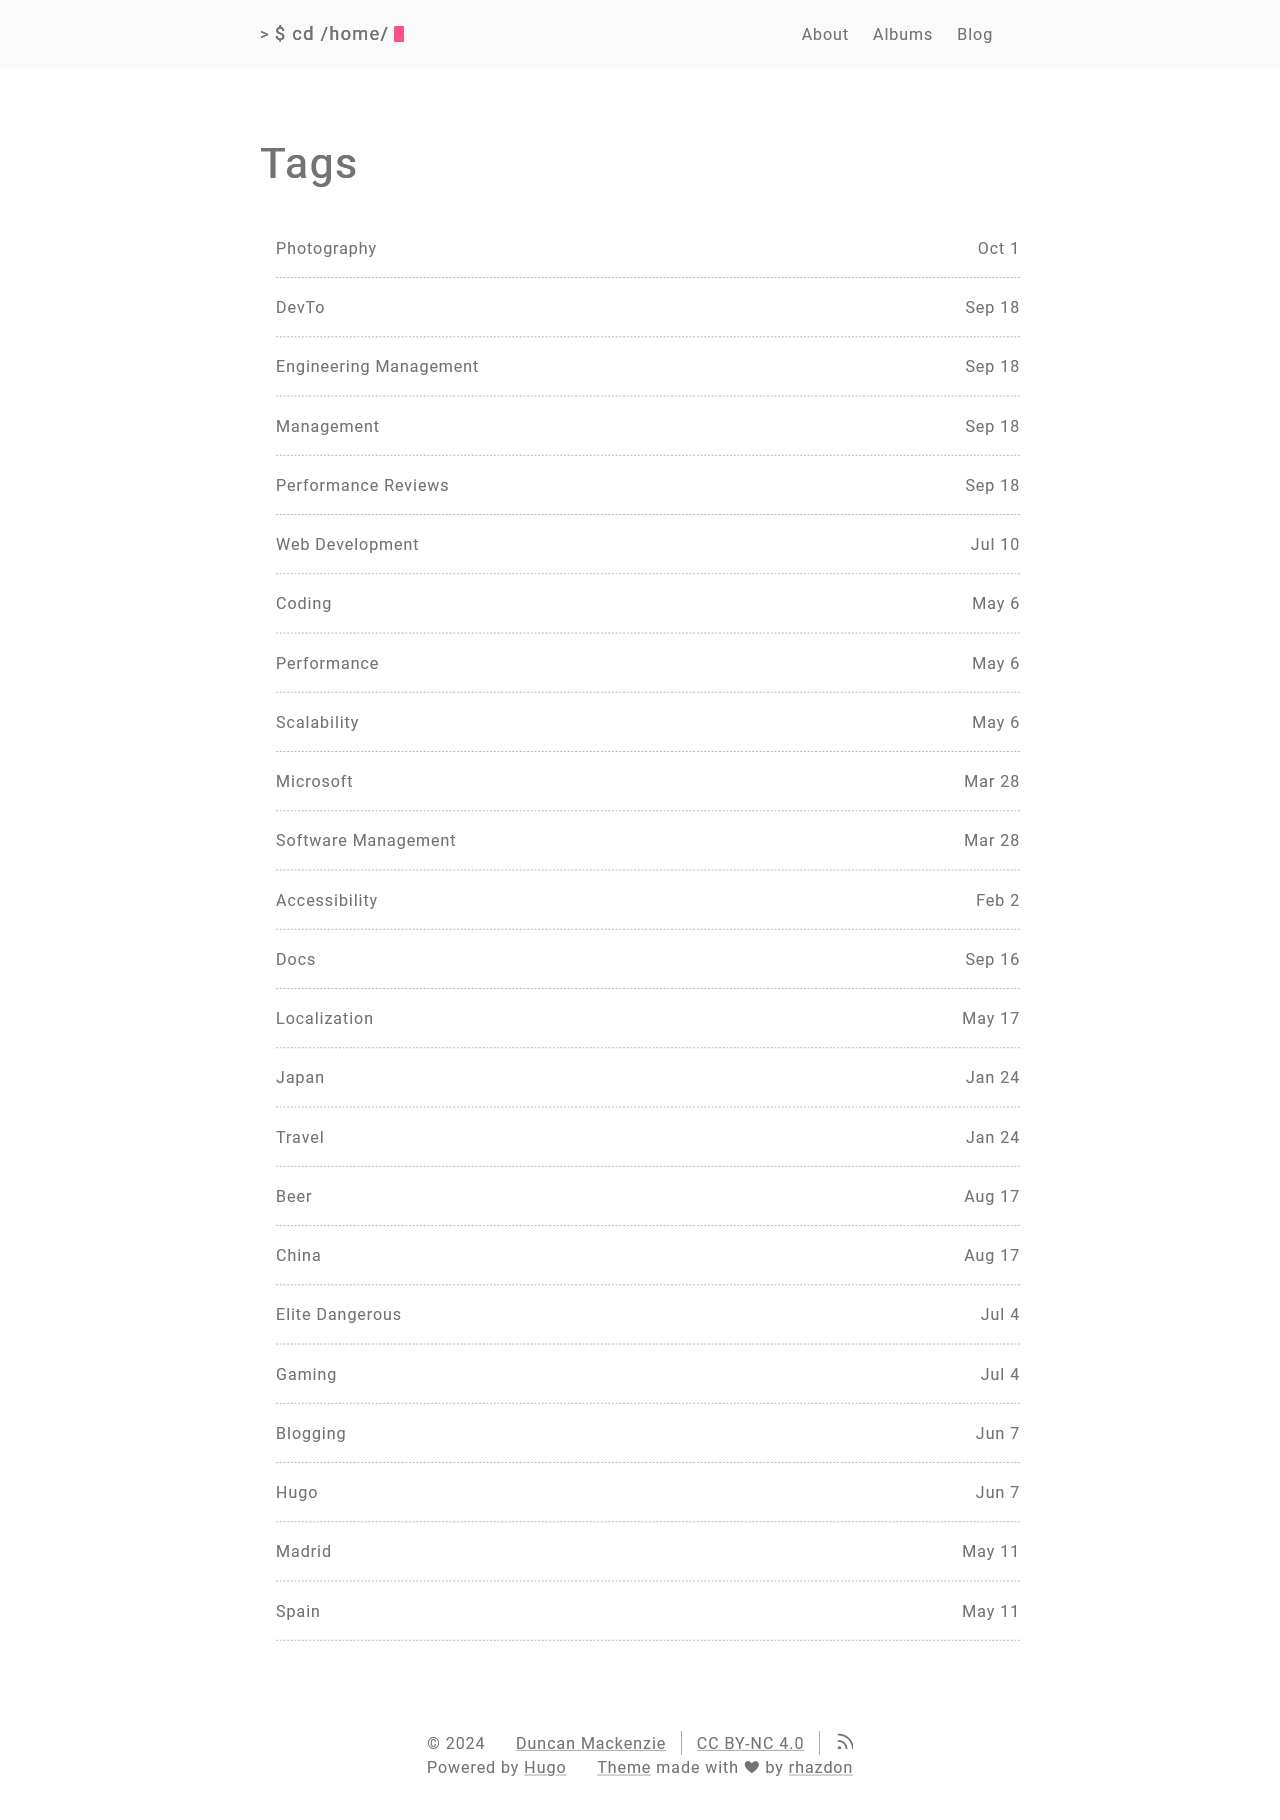 > $ cd /home/
About Albums Blog
Tags
Photography Oct 1
DevTo Sep 18
Engineering Management Sep 18
Management Sep 18
Performance Reviews Sep 18
Web Development Jul 10
Coding May 6
Performance May 6
Scalability May 6
Microsoft Mar 28
Software Management Mar 28
Accessibility Feb 2
Docs Sep 16
Localization May 17
Japan Jan 24
Travel Jan 24
Beer Aug 17
China Aug 17
Elite Dangerous Jul 4
Gaming Jul 4
Blogging Jun 7
Hugo Jun 7
Madrid May 11
Spain May 11
© 2024 Duncan Mackenzie CC BY-NC 4.0
Powered by Hugo Theme made with ❤ by rhazdon